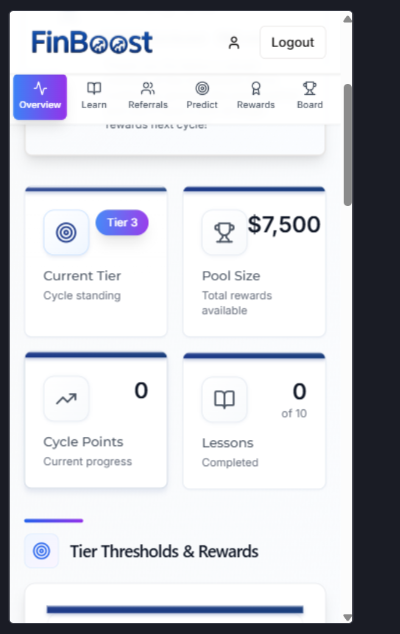 FinBoost
Logout
Overview
Learn
Referrals
Predict
Rewards
Board
rewards next cycle!
Tier 3
Current Tier
Cycle standing
$7,500
Pool Size
Total rewards
available
0
Cycle Points
Current progress
0
of 10
Lessons
Completed
Tier Thresholds & Rewards